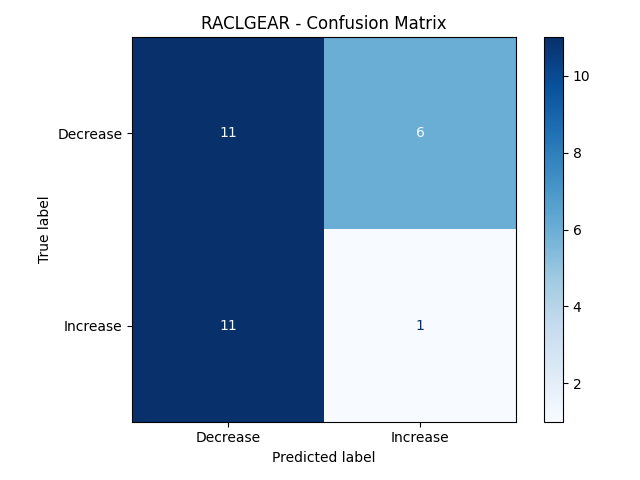 RACLGEAR - Confusion Matrix
True label
Decrease
Increase
11
6
11
1
Decrease
Increase
Predicted label
10
8
6
4
2